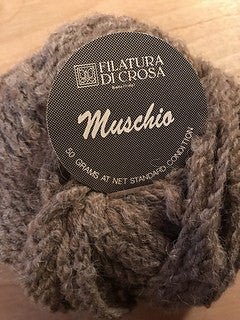 FILATURA
DI CROSA
Muschio
50 GRAMS AT NET STANDARD CONDITION